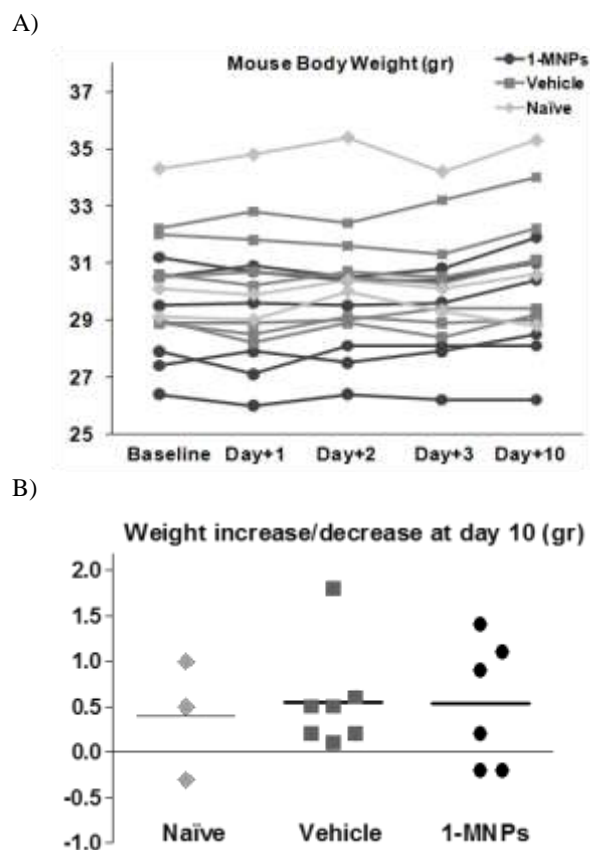 A)
Mouse Body Weight (gr)
1-MNPs
Vehicle
Naïve
37
35
33
31
29
27
25
Baseline Day+1 Day+2 Day+3 Day+10
B)
Weight increase/decrease at day 10 (gr)
2.0
1.5
1.0
0.5
0.0
-0.5
-1.0
Naïve Vehicle 1-MNPs